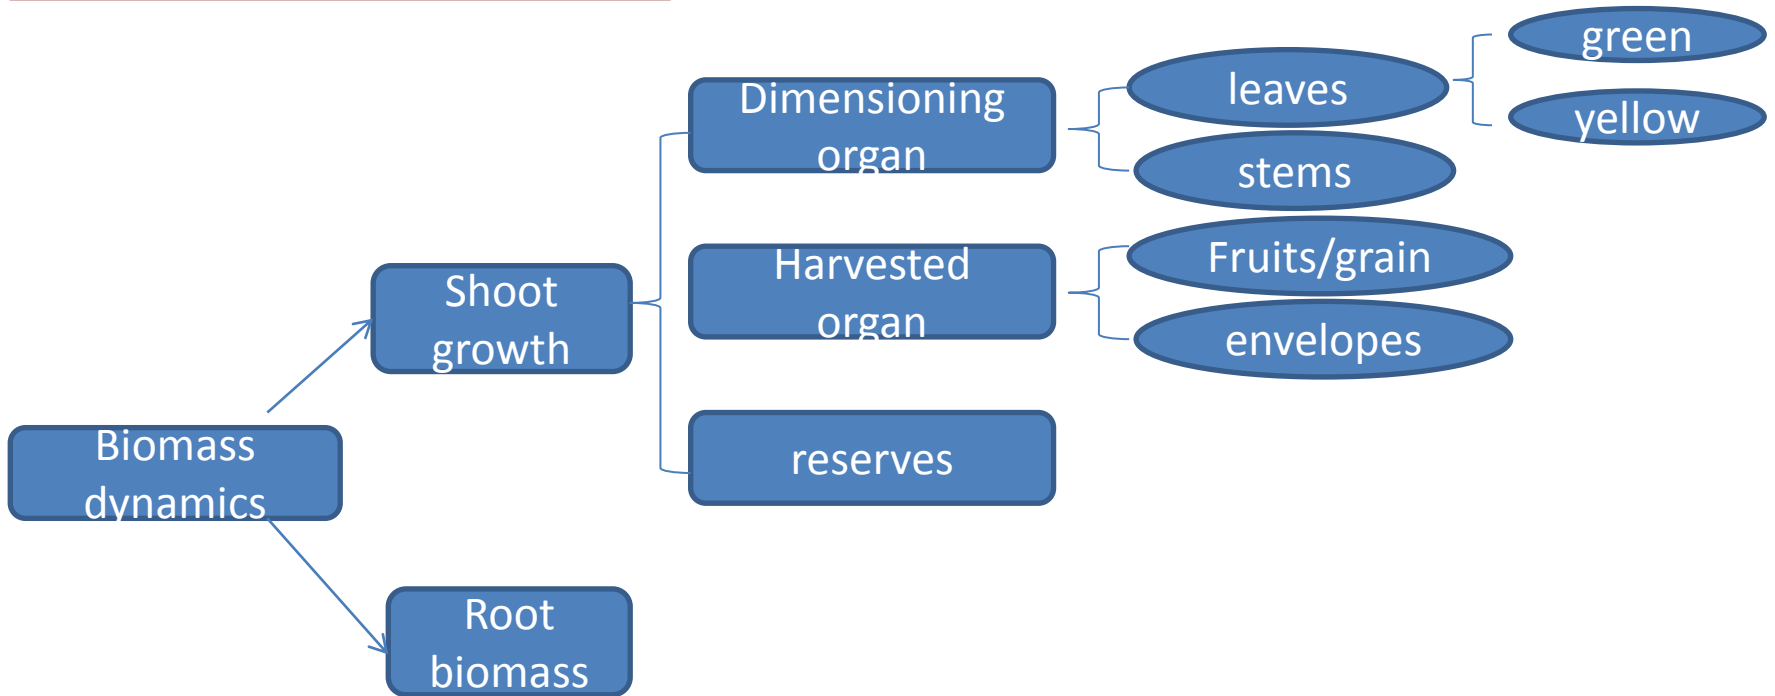 green
yellow
leaves
stems
Dimensioning
organ
Fruits/grain
envelopes
Harvested
organ
Shoot
growth
reserves
Biomass
dynamics
Root
biomass